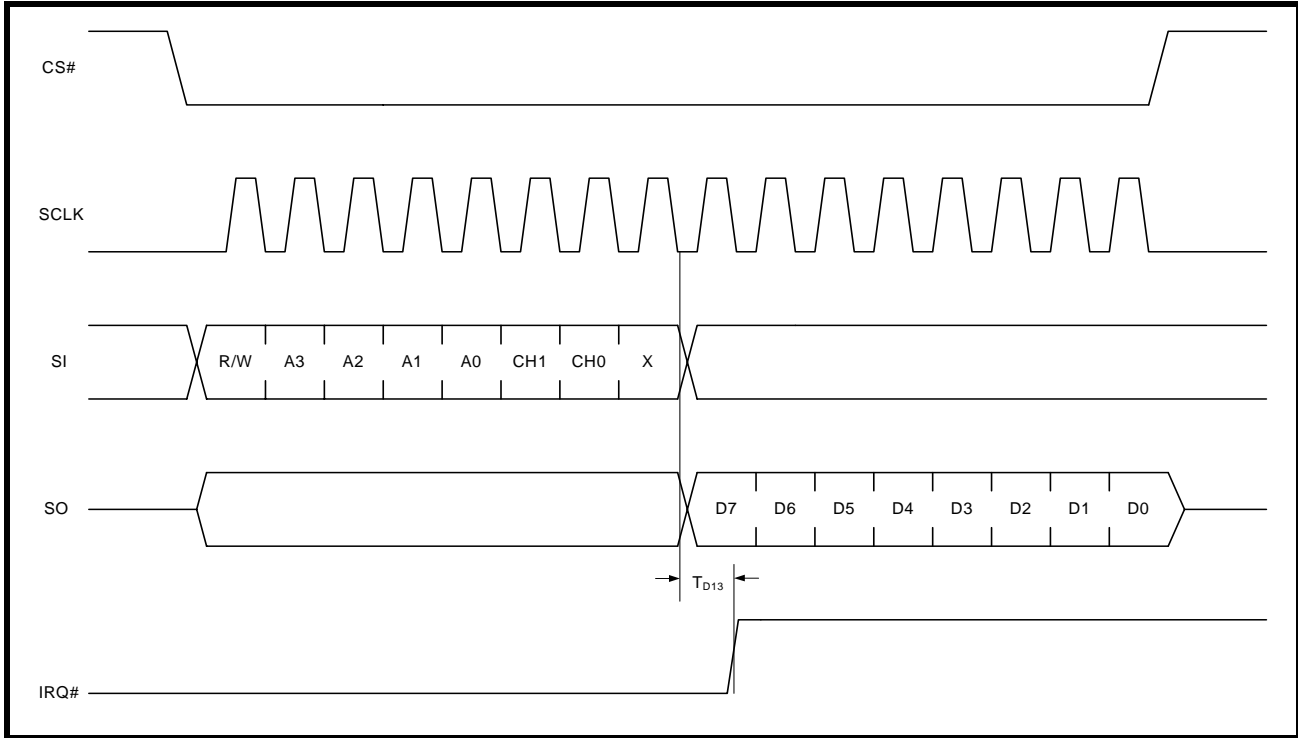 CS#
SCLK
SI
R/W A3 A2 A1 A0 CH1 CH0 X
SO
D7 D6 D5 D4 D3 D2 D1 D0
TD13
IRQ#